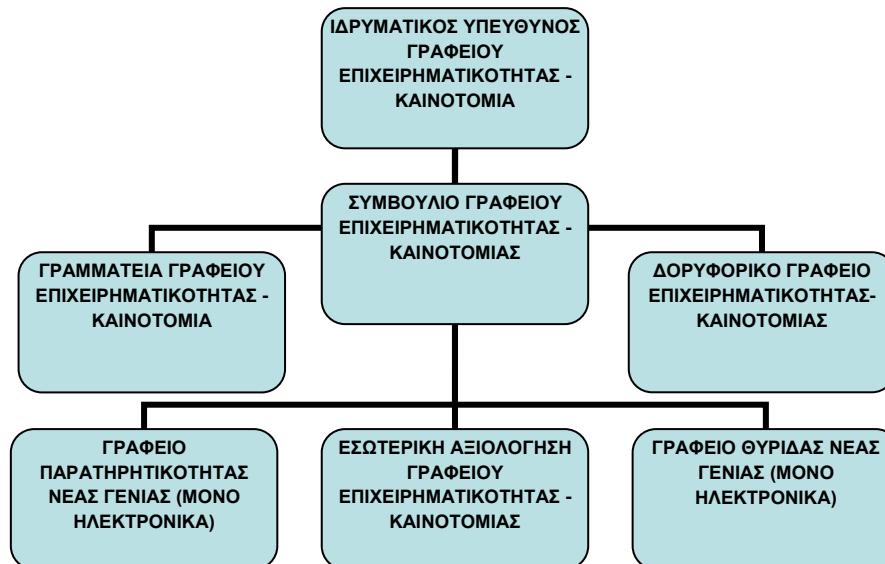 ΙΔΡΥΜΑΤΙΚΟΣ ΥΠΕΥΘΥΝΟΣ
ΓΡΑΦΕΙΟΥ
ΕΠΙΧΕΙΡΗΜΑΤΙΚΟΤΗΤΑΣ -
ΚΑΙΝΟΤΟΜΙΑ
ΣΥΜΒΟΥΛΙΟ ΓΡΑΦΕΙΟΥ
ΕΠΙΧΕΙΡΗΜΑΤΙΚΟΤΗΤΑΣ -
ΚΑΙΝΟΤΟΜΙΑΣ
ΓΡΑΜΜΑΤΕΙΑ ΓΡΑΦΕΙΟΥ
ΕΠΙΧΕΙΡΗΜΑΤΙΚΟΤΗΤΑΣ -
ΚΑΙΝΟΤΟΜΙΑ
ΔΟΡΥΦΟΡΙΚΟ ΓΡΑΦΕΙΟ
ΕΠΙΧΕΙΡΗΜΑΤΙΚΟΤΗΤΑΣ-
ΚΑΙΝΟΤΟΜΙΑΣ
ΓΡΑΦΕΙΟ
ΠΑΡΑΤΗΡΗΤΙΚΟΤΗΤΑΣ
ΝΕΑΣ ΓΕΝΙΑΣ (ΜΟΝΟ
ΗΛΕΚΤΡΟΝΙΚΑ)
ΕΣΩΤΕΡΙΚΗ ΑΞΙΟΛΟΓΗΣΗ
ΓΡΑΦΕΙΟΥ
ΕΠΙΧΕΙΡΗΜΑΤΙΚΟΤΗΤΑΣ -
ΚΑΙΝΟΤΟΜΙΑΣ
ΓΡΑΦΕΙΟ ΘΥΡΙΔΑΣ ΝΕΑΣ
ΓΕΝΙΑΣ (ΜΟΝΟ
ΗΛΕΚΤΡΟΝΙΚΑ)